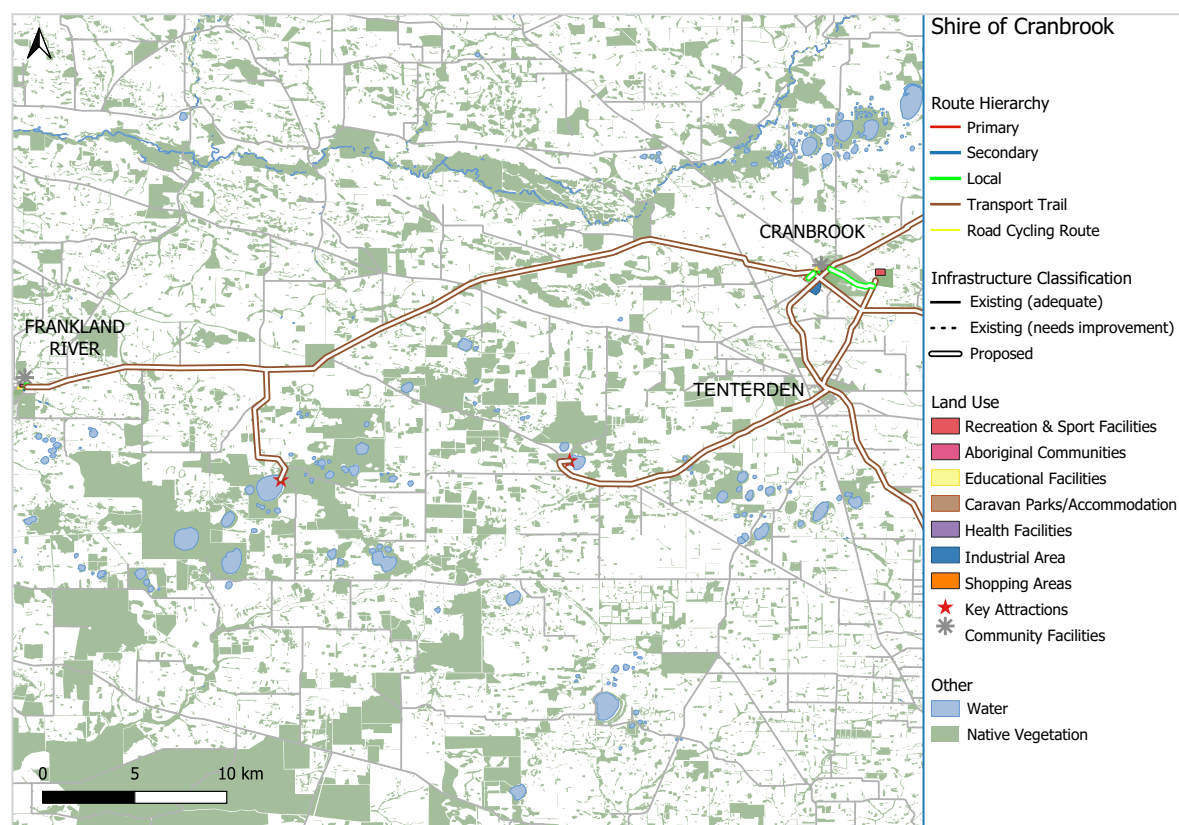 Shire of Cranbrook
Route Hierarchy
Primary
Secondary
Local
Transport Trail
Road Cycling Route
Infrastructure Classification
Existing (adequate)
Existing (needs improvement)
Proposed
Land Use
Recreation & Sport Facilities
Aboriginal Communities
Educational Facilities
Caravan Parks/Accommodation
Health Facilities
Industrial Area
Shopping Areas
Key Attractions
Community Facilities
Other
Water
Native Vegetation
CRANBROOK
FRANKLAND
RIVER
TENTERDEN
0 5 10 km